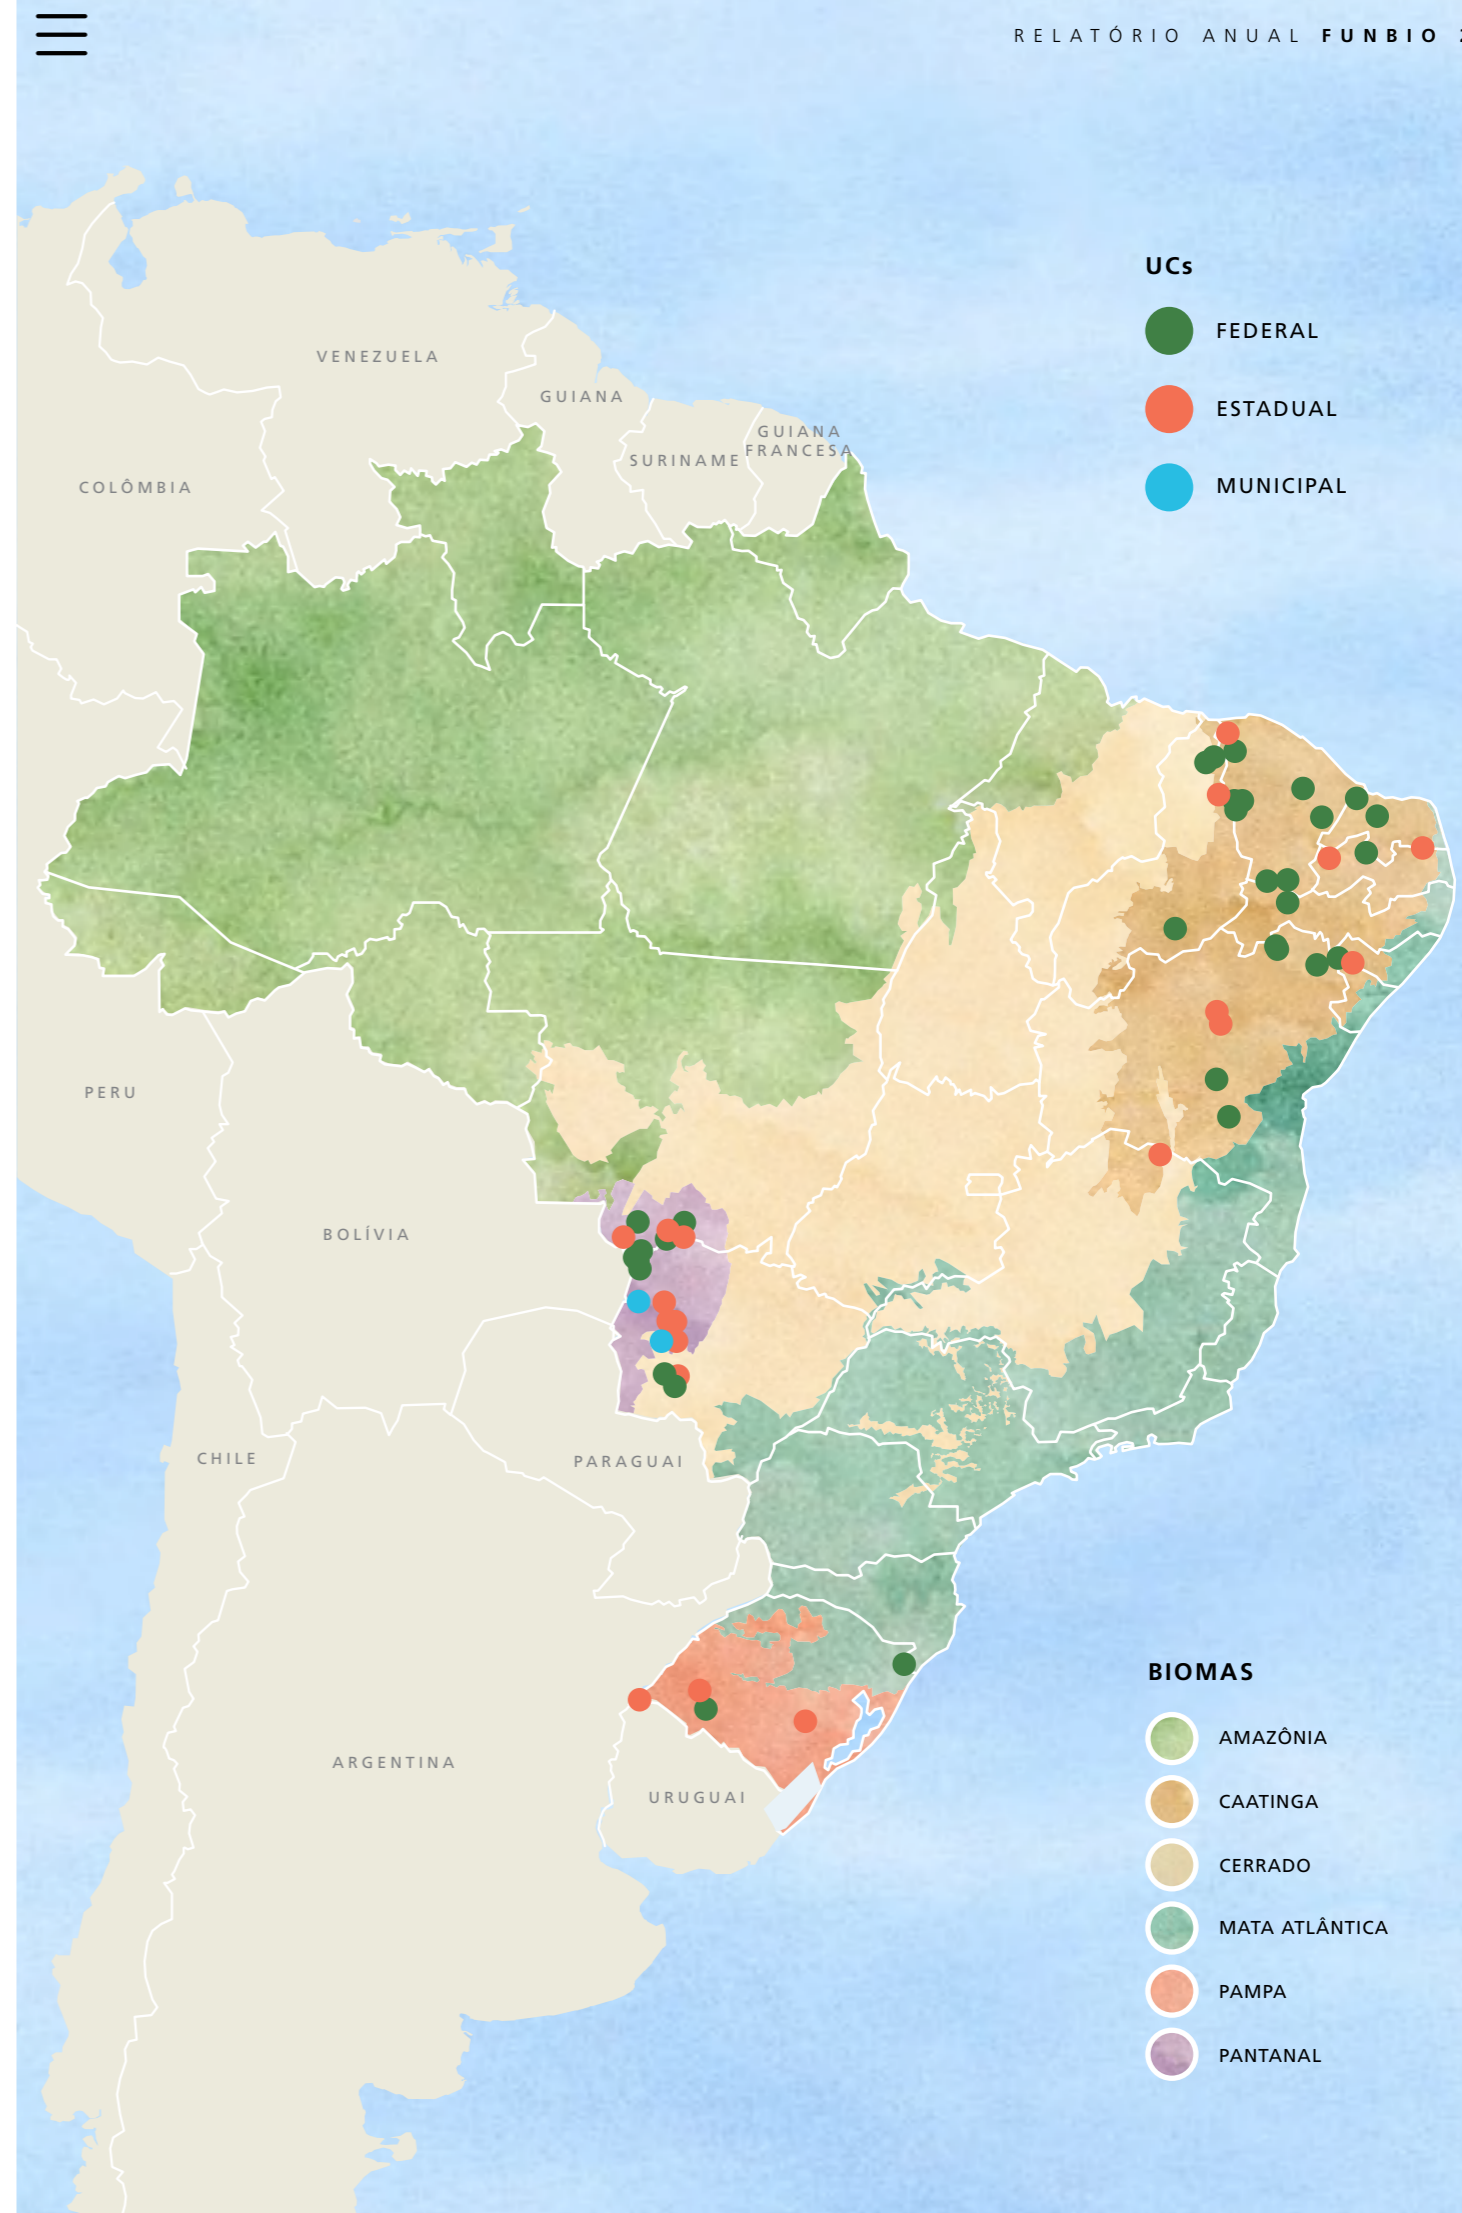 RELATÓRIO ANUAL FUNBIO
UCs
FEDERAL
ESTADUAL
MUNICIPAL
VENEZUELA
GUIANA
GUIANA
FRANCESA
SURINAME
COLÔMBIA
PERU
BOLÍVIA
CHILE
PARAGUAI
ARGENTINA
URUGUAI
BIOMAS
AMAZÔNIA
CAATINGA
CERRADO
MATA ATLÂNTICA
PAMPA
PANTANAL